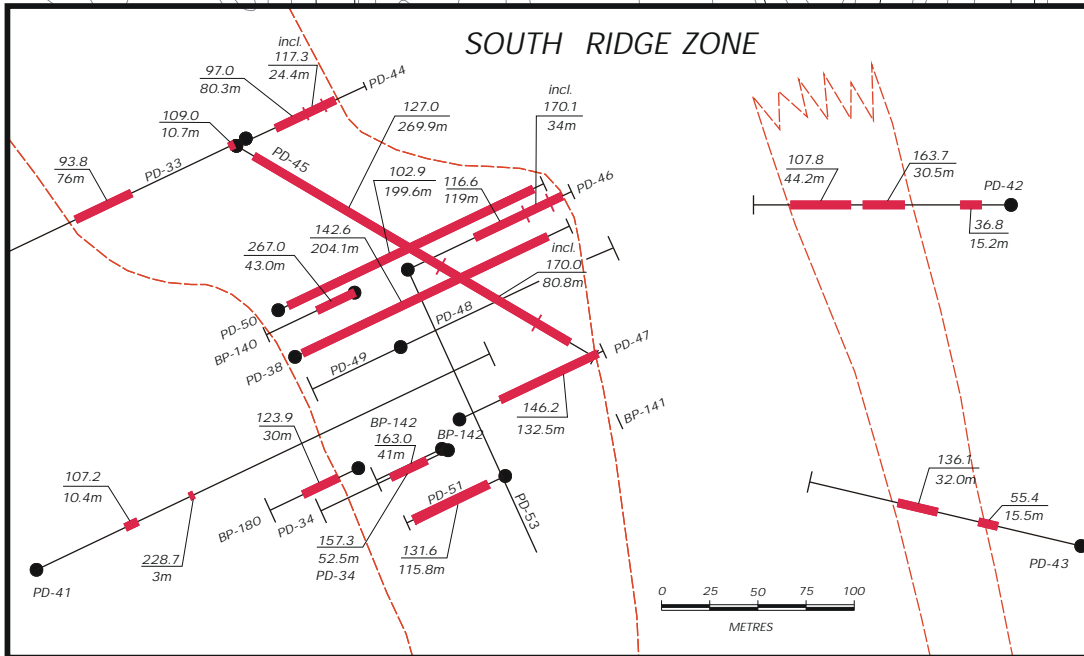 SOUTH RIDGE ZONE
incl.
117.3
24.4m
97.0
80.3m
PD-44
109.0
10.7m
127.0
269.9m
incl.
170.1
34m
93.8
76m
PD-33
PD-45
102.9
199.6m
116.6
119m
PD-46
107.8
44.2m
163.7
30.5m
PD-42
36.8
15.2m
267.0
43.0m
142.6
204.1m
incl.
170.0
80.8m
PD-50
BP-140
PD-38
PD-48
PD-49
PD-47
146.2
132.5m
BP-141
123.9
30m
BP-142
163.0
41m
BP-142
107.2
10.4m
228.7
3m
BP-180
PD-34
157.3
52.5m
PD-34
PD-51
131.6
115.8m
PD-53
136.1
32.0m
55.4
15.5m
PD-43
PD-41
0 25 50 75 100
METRES